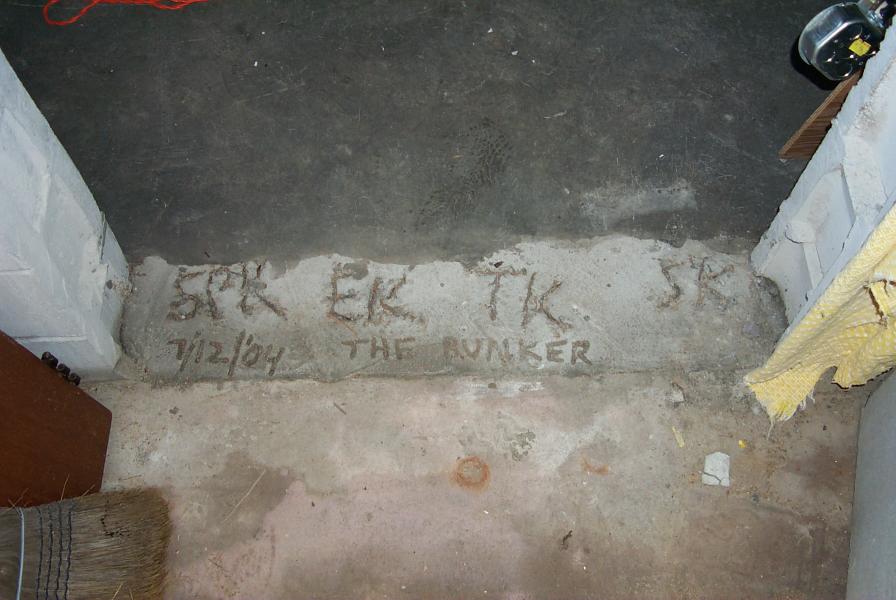 SPK EK TK SK
7/12/'04 THE BUNKER